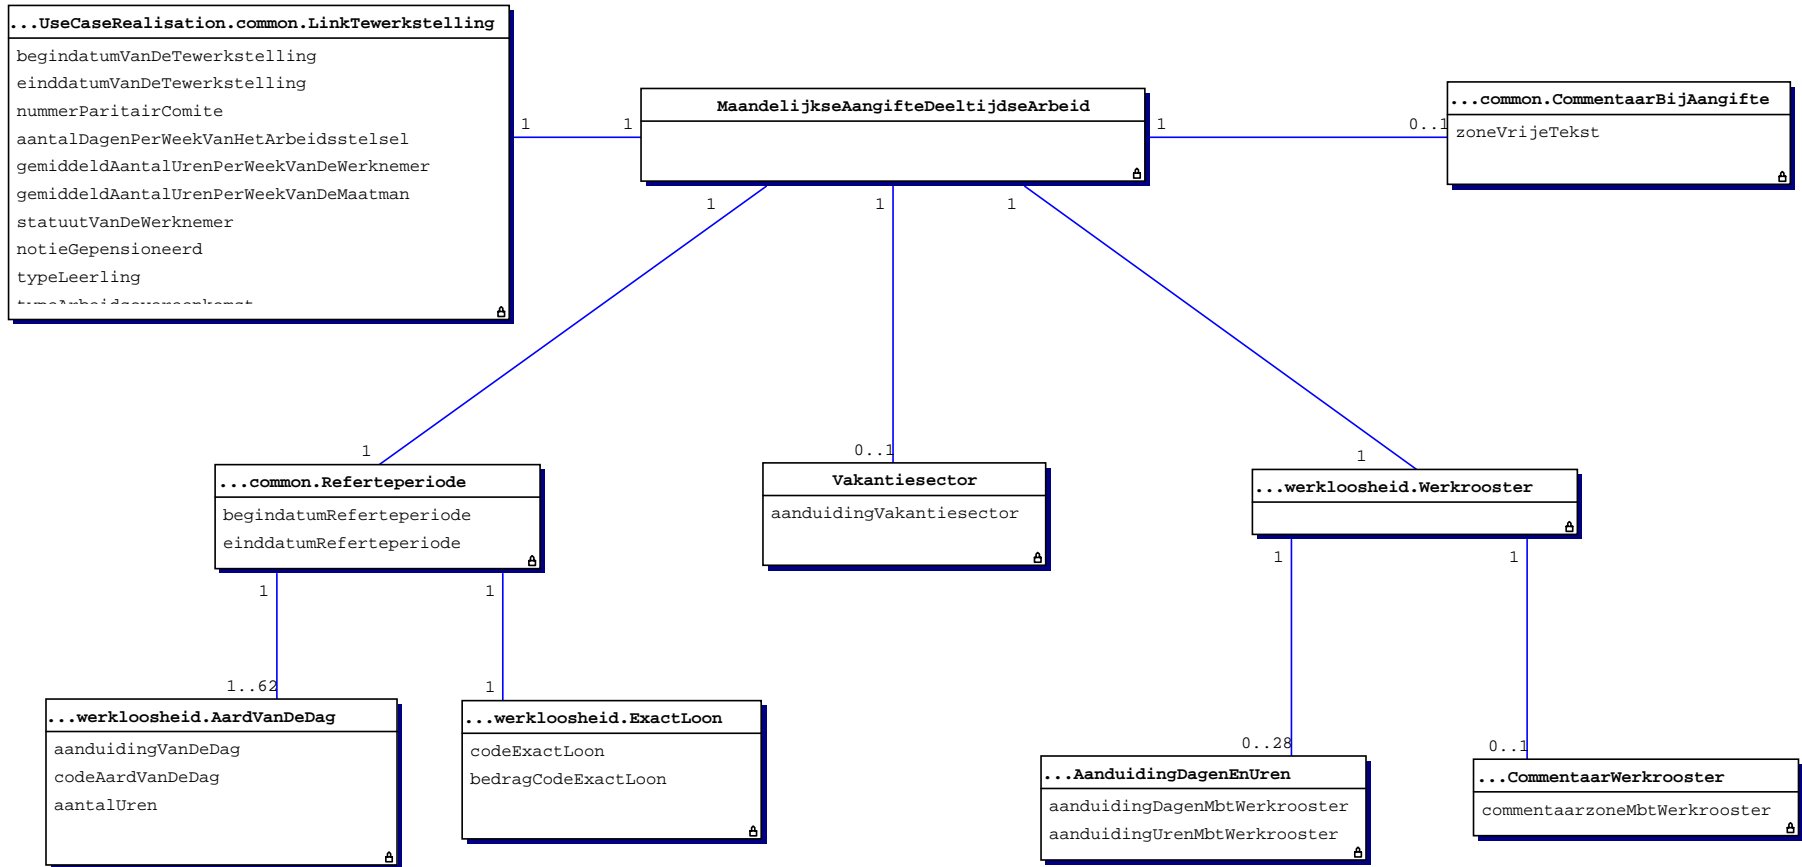 ...UseCaseRealisation.common.LinkTewerkstelling
begindatumVanDeTewerkstelling
einddatumVanDeTewerkstelling
nummerParitairComite
aantalDagenPerWeekVanHetArbeidsstelsel
gemiddeldAantalUrenPerWeekVanDeWerknemer
gemiddeldAantalUrenPerWeekVanDeMaatman
statuutVanDeWerknemer
notieGepensioneerd
typeLeerling
typeArbeidsovereenkomst
1
1
MaandelijkseAangifteDeeltijdseArbeid
1
0..1
...common.CommentaarBijAangifte
zoneVrijeTekst
1
1
1
1
0..1
1
...common.Referteperiode
begindatumReferteperiode
einddatumReferteperiode
Vakantiesector
aanduidingVakantiesector
...werkloosheid.Werkrooster
1
1
1
1
1..62
1
0..28
0..1
...werkloosheid.AardVanDeDag
aanduidingVanDeDag
codeAardVanDeDag
aantalUren
...werkloosheid.ExactLoon
codeExactLoon
bedragCodeExactLoon
...AanduidingDagenEnUren
aanduidingDagenMbtWerkrooster
aanduidingUrenMbtWerkrooster
...CommentaarWerkrooster
commentaarzoneMbtWerkrooster